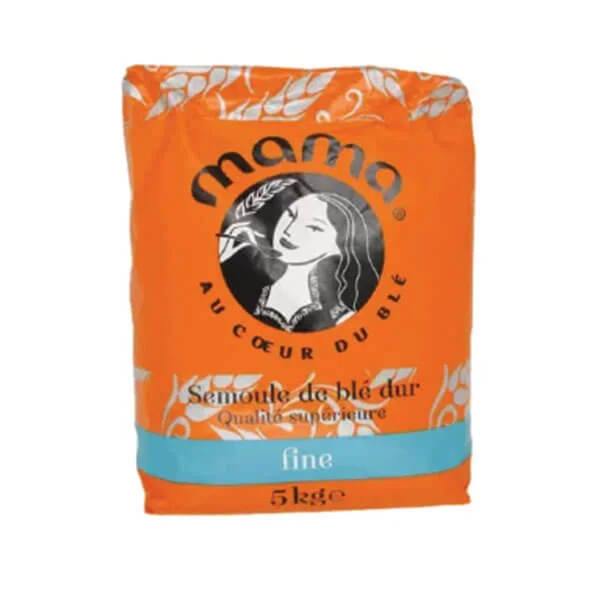 mama
®
AU CŒUR DU BLÉ
Semoule de blé dur
Qualité supérieure
fine
5kg℮